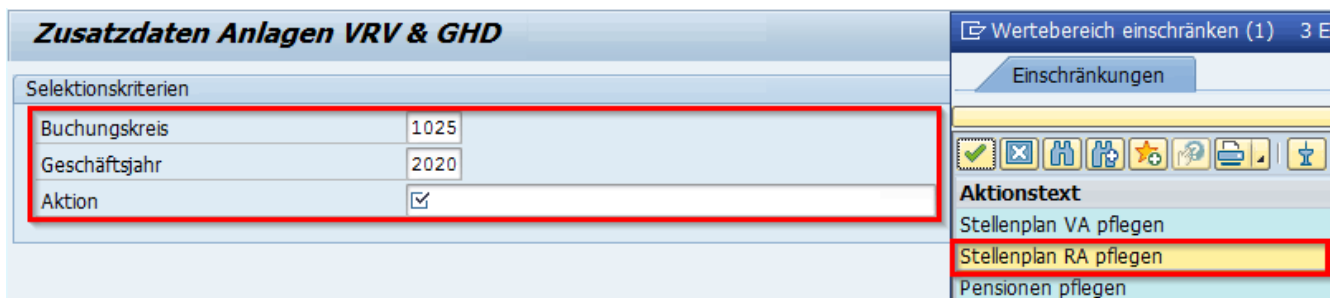 Zusatzdaten Anlagen VRV & GHD
Selektionskriterien
Buchungskreis 1025
Geschäftsjahr 2020
Aktion
Wertebereich einschränken (1) 3 E
Einschränkungen
Aktionstext
Stellenplan VA pflegen
Stellenplan RA pflegen
Pensionen pflegen